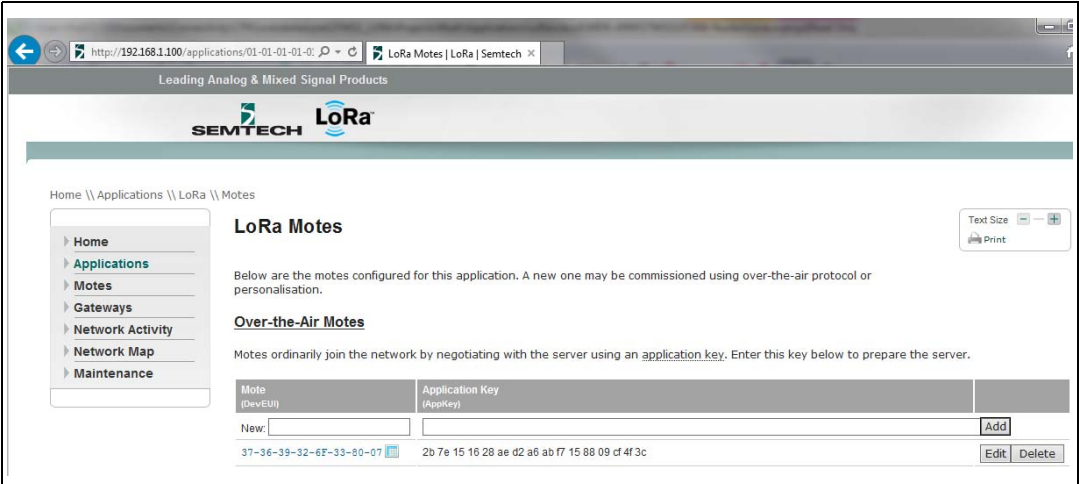 http://192.168.1.100/applications/01-01-01-01-0:
LoRa Motes | LoRa | Semtech
Leading Analog & Mixed Signal Products
SEMTECH LoRa™
Home \\ Applications \\ LoRa \\ Motes
Home
Applications
Motes
Gateways
Network Activity
Network Map
Maintenance
LoRa Motes
Text Size
Print
Below are the motes configured for this application. A new one may be commissioned using over-the-air protocol or
personalisation.
Over-the-Air Motes
Motes ordinarily join the network by negotiating with the server using an application key. Enter this key below to prepare the server.
Mote Application Key
(DevEUI) (AppKey)
New: Add
37-36-39-32-6F-33-80-07 2b 7e 15 16 28 ae d2 a6 ab f7 15 88 09 cf 4f 3c Edit Delete